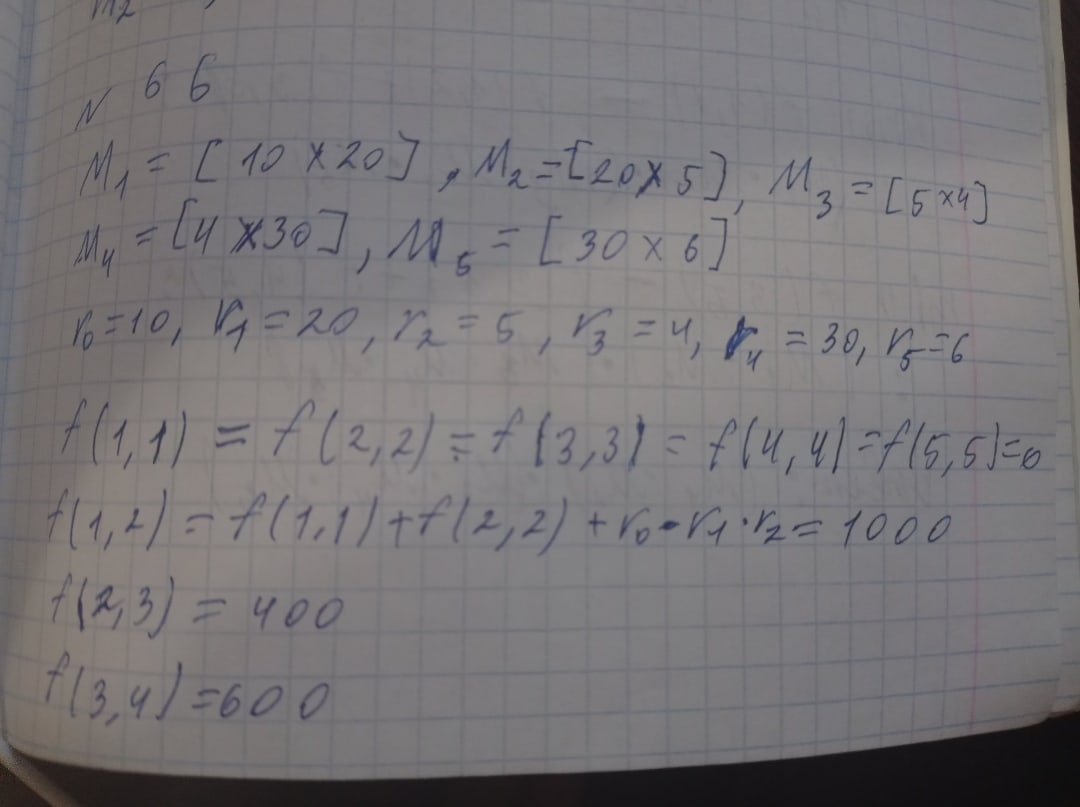 M₂
N 66
M₁ = [10 × 20], M₂ = [20 × 5], M₃ = [5 × 4]
M₄ = [4 × 30], M₅ = [30 × 6]
r₀ = 10, r₁ = 20, r₂ = 5, r₃ = 4, r₄ = 30, r₅ = 6
f(1,1) = f(2,2) = f(3,3) = f(4,4) = f(5,5) = 0
f(1,2) = f(1,1) + f(2,2) + r₀ · r₁ · r₂ = 1000
f(2,3) = 400
f(3,4) = 600